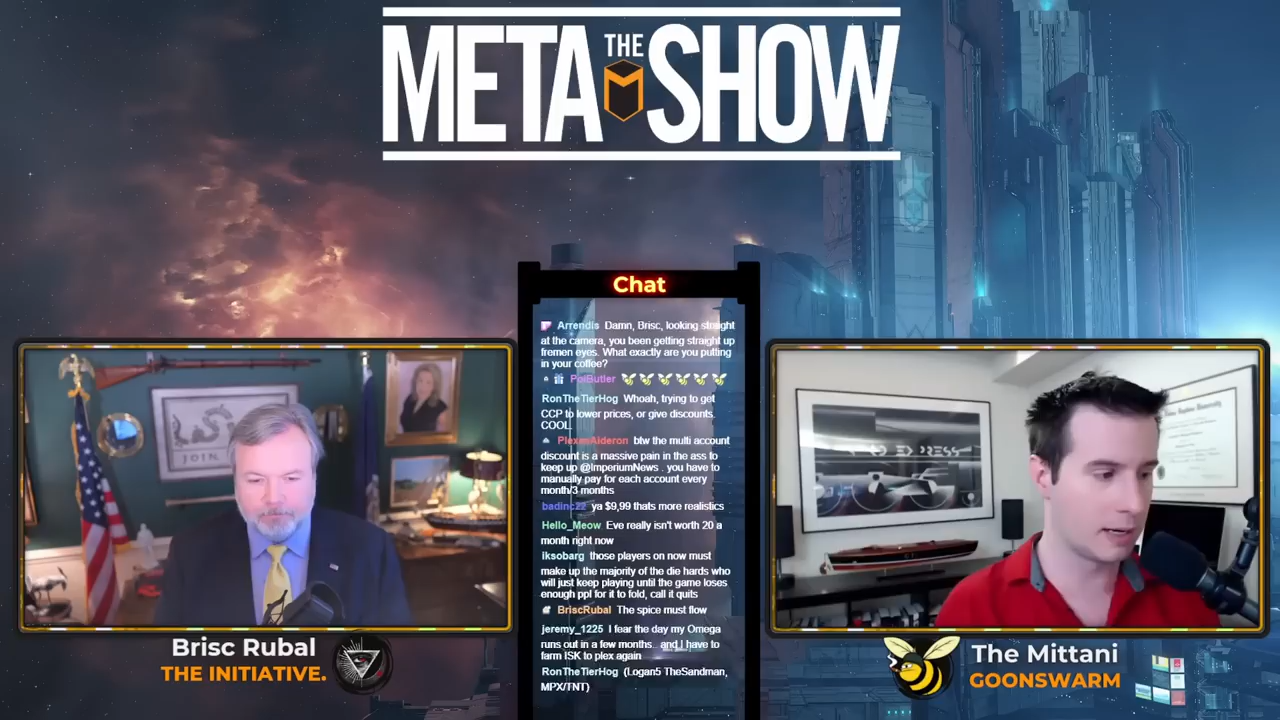 META THE SHOW
Chat
Arrendis Damn, Brisc, looking straight
at the camera, you been getting straight up
fremen eyes. What exactly are you putting
in your coffee?
PoiButler
RonTheTierHog Whoah, trying to get
CCP to lower prices, or give discounts.
COOL.
btw the multi account
discount is a massive pain in the ass to
keep up @ImperiumNews . you have to
manually pay for each account every
month/3 months
badinc22 ya $9,99 thats more realistics
Hello_Meow Eve really isn't worth 20 a
month right now
iksobarg those players on now must
make up the majority of the die hards who
will just keep playing until the game loses
enough ppl for it to fold, call it quits
BriscRubal The spice must flow
jeremy_1225 I fear the day my Omega
runs out in a few months.. and I have to
farm ISK to plex again
RonTheTierHog (Logan5 TheSandman,
MPX/TNT)
JOIN
ED EXPRESS
Brisc Rubal
THE INITIATIVE.
The Mittani
GOONSWARM